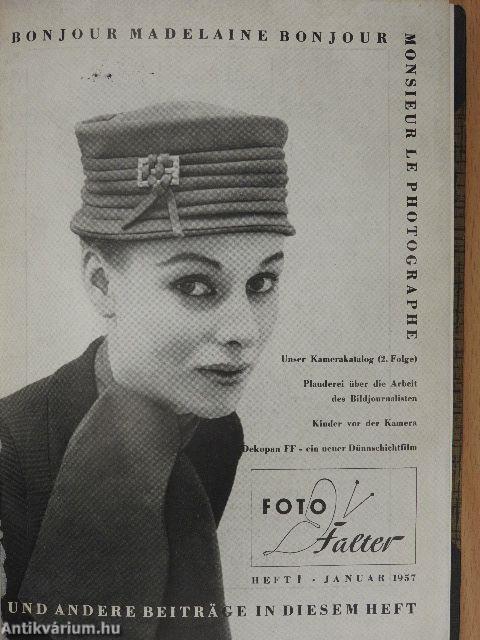 BONJOUR MADELAINE BONJOUR
MONSIEUR LE PHOTOGRAPHE
Unser Kamerakatalog (2. Folge)
Plauderei über die Arbeit
des Bildjournalisten
Kinder vor der Kamera
Dekopan FF - ein neuer Dünnschichtfilm
FOTO
Falter
HEFT 1 - JANUAR 1957
UND ANDERE BEITRÄGE IN DIESEM HEFT
Antikvárium.hu